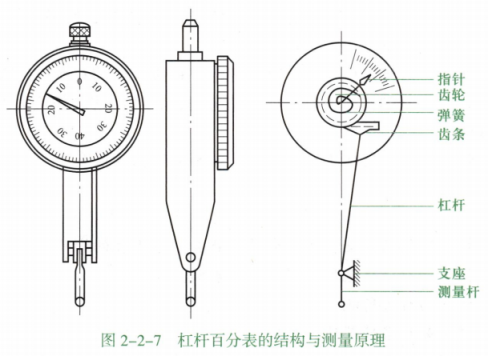 0
10
10
20
20
30
30
40
指针
齿轮
弹簧
齿条
杠杆
支座
测量杆
图 2-2-7 杠杆百分表的结构与测量原理